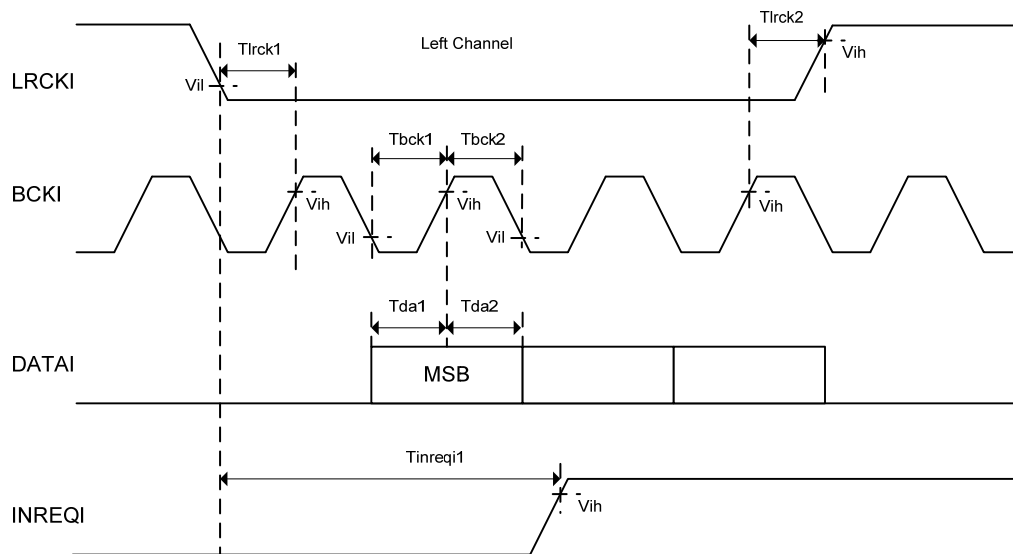 Tlrck1
Left Channel
Tlrck2
LRCKI
Vil
Vih
Tbck1
Tbck2
BCKI
Vih
Vih
Vih
Vil
Vil
Tda1
Tda2
DATAI
MSB
Tinreqi1
INREQI
Vih